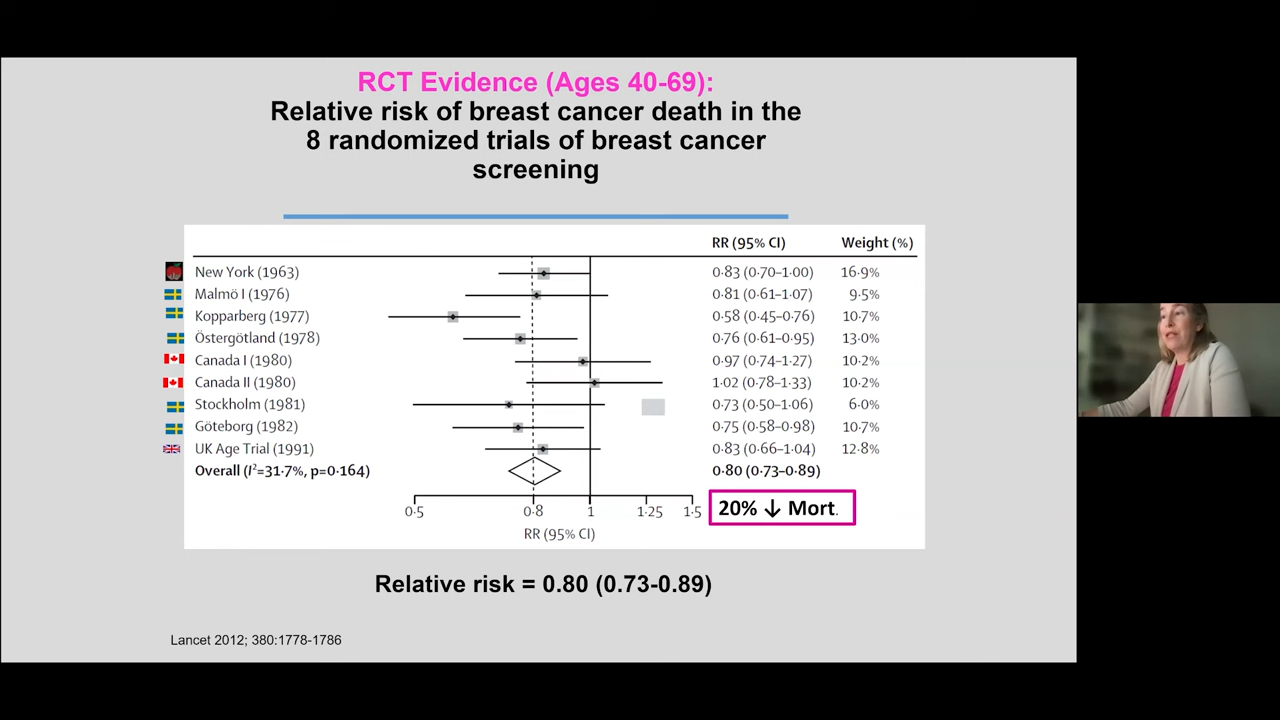 RCT Evidence (Ages 40-69):
Relative risk of breast cancer death in the
8 randomized trials of breast cancer
screening
RR (95% CI) Weight (%)
New York (1963) 0·83 (0·70–1·00) 16·9%
Malmö I (1976) 0·81 (0·61–1·07) 9·5%
Kopparberg (1977) 0·58 (0·45–0·76) 10·7%
Östergötland (1978) 0·76 (0·61–0·95) 13·0%
Canada I (1980) 0·97 (0·74–1·27) 10·2%
Canada II (1980) 1·02 (0·78–1·33) 10·2%
Stockholm (1981) 0·73 (0·50–1·06) 6·0%
Göteborg (1982) 0·75 (0·58–0·98) 10·7%
UK Age Trial (1991) 0·83 (0·66–1·04) 12·8%
Overall (I²=31·7%, p=0·164) 0·80 (0·73–0·89)
0·5 0·8 1 1·25 1·5
RR (95% CI)
20% ↓ Mort.
Relative risk = 0.80 (0.73-0.89)
Lancet 2012; 380:1778-1786